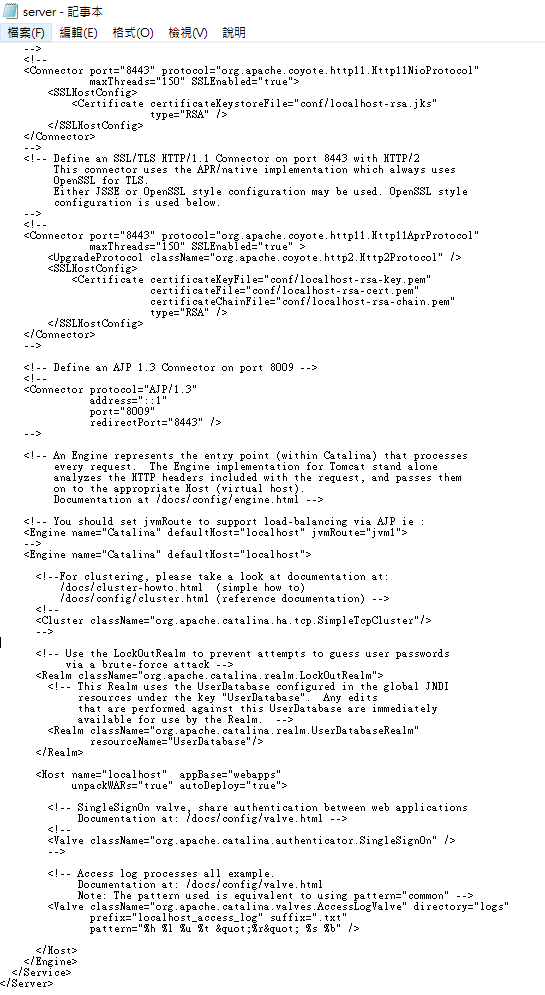 server - 記事本
檔案(F) 編輯(E) 格式(O) 檢視(V) 說明
-->
<!--
<Connector port="8443" protocol="org.apache.coyote.http11.Http11NioProtocol"
maxThreads="150" SSLEnabled="true">
<SSLHostConfig>
<Certificate certificateKeystoreFile="conf/localhost-rsa.jks"
type="RSA" />
</SSLHostConfig>
</Connector>
-->
<!-- Define an SSL/TLS HTTP/1.1 Connector on port 8443 with HTTP/2
This connector uses the APR/native implementation which always uses
OpenSSL for TLS.
Either JSSE or OpenSSL style configuration may be used. OpenSSL style
configuration is used below.
-->
<!--
<Connector port="8443" protocol="org.apache.coyote.http11.Http11AprProtocol"
maxThreads="150" SSLEnabled="true" >
<UpgradeProtocol className="org.apache.coyote.http2.Http2Protocol" />
<SSLHostConfig>
<Certificate certificateKeyFile="conf/localhost-rsa-key.pem"
certificateFile="conf/localhost-rsa-cert.pem"
certificateChainFile="conf/localhost-rsa-chain.pem"
type="RSA" />
</SSLHostConfig>
</Connector>
-->
<!-- Define an AJP 1.3 Connector on port 8009 -->
<!--
<Connector protocol="AJP/1.3"
address="::1"
port="8009"
redirectPort="8443" />
-->
<!-- An Engine represents the entry point (within Catalina) that processes
every request.  The Engine implementation for Tomcat stand alone
analyzes the HTTP headers included with the request, and passes them
on to the appropriate Host (virtual host).
Documentation at /docs/config/engine.html -->
<!-- You should set jvmRoute to support load-balancing via AJP ie :
<Engine name="Catalina" defaultHost="localhost" jvmRoute="jvm1">
-->
<Engine name="Catalina" defaultHost="localhost">
<!--For clustering, please take a look at documentation at:
/docs/cluster-howto.html  (simple how to)
/docs/config/cluster.html (reference documentation) -->
<!--
<Cluster className="org.apache.catalina.ha.tcp.SimpleTcpCluster"/>
-->
<!-- Use the LockOutRealm to prevent attempts to guess user passwords
via a brute-force attack -->
<Realm className="org.apache.catalina.realm.LockOutRealm">
<!-- This Realm uses the UserDatabase configured in the global JNDI
resources under the key "UserDatabase".  Any edits
that are performed against this UserDatabase are immediately
available for use by the Realm.  -->
<Realm className="org.apache.catalina.realm.UserDatabaseRealm"
resourceName="UserDatabase"/>
</Realm>
<Host name="localhost"  appBase="webapps"
unpackWARs="true" autoDeploy="true">
<!-- SingleSignOn valve, share authentication between web applications
Documentation at: /docs/config/valve.html -->
<!--
<Valve className="org.apache.catalina.authenticator.SingleSignOn" />
-->
<!-- Access log processes all example.
Documentation at: /docs/config/valve.html
Note: The pattern used is equivalent to using pattern="common" -->
<Valve className="org.apache.catalina.valves.AccessLogValve" directory="logs"
prefix="localhost_access_log" suffix=".txt"
pattern="%h %l %u %t &quot;%r&quot; %s %b" />
</Host>
</Engine>
</Service>
</Server>